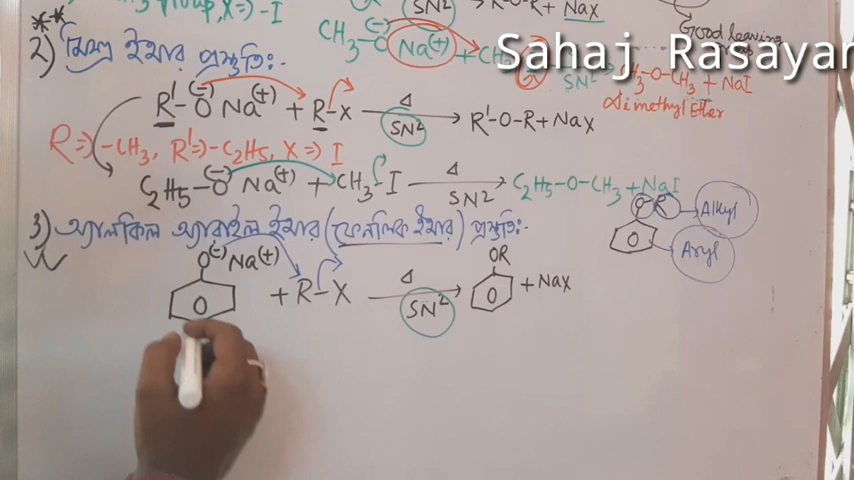 group, X=)-I
SN² R-O-R + NaX
CH₃-O(-) Na(+) + CH₃
Good leaving
Sahaj Rasayan
**
2) মিশ্র ইথার প্রস্তুতি:-
SN² CH₃-O-CH₃ + NaI
Dimethyl Ether
R'-O(-) Na(+) + R-X Δ SN² R'-O-R + NaX
R=)-CH₃, R'=)-C₂H₅, X=)I
C₂H₅-O(-) Na(+) + CH₃-I Δ SN² C₂H₅-O-CH₃ + NaI
3) অ্যালকিল অ্যারাইল ইথার (ফেনলিক ইথার) প্রস্তুতি:-
O R Alkyl
Aryl
O(-) Na(+) + R-X Δ SN² OR + NaX